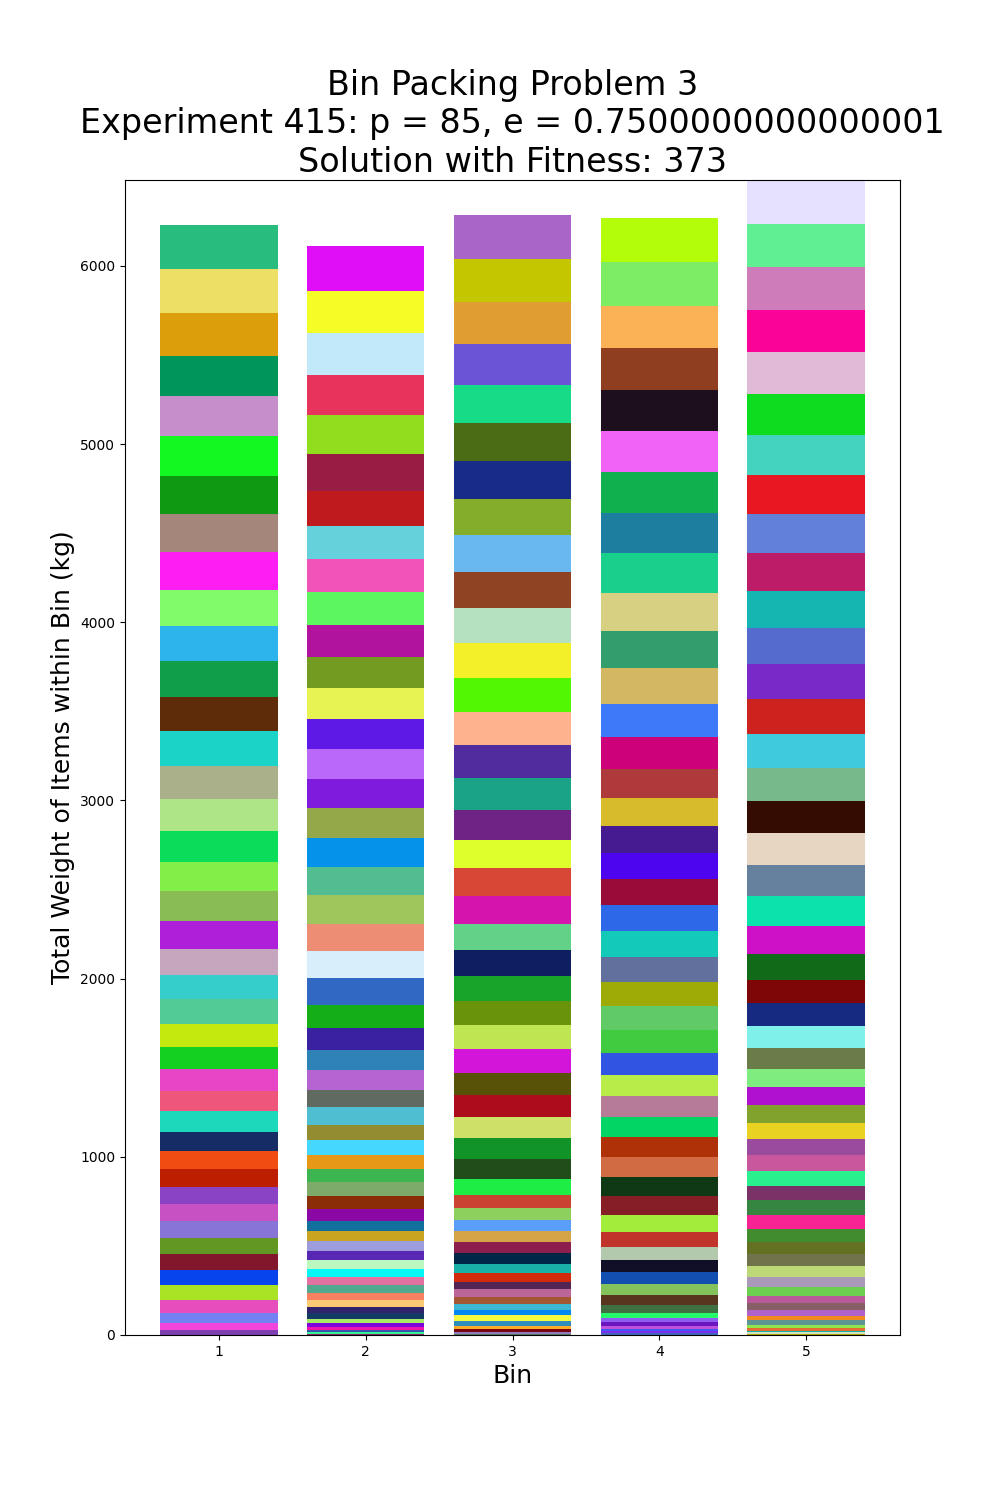 Bin Packing Problem 3
Experiment 415: p = 85, e = 0.7500000000000001
Solution with Fitness: 373
Total Weight of Items within Bin (kg)
6000
5000
4000
3000
2000
1000
0
1 2 3 4 5
Bin